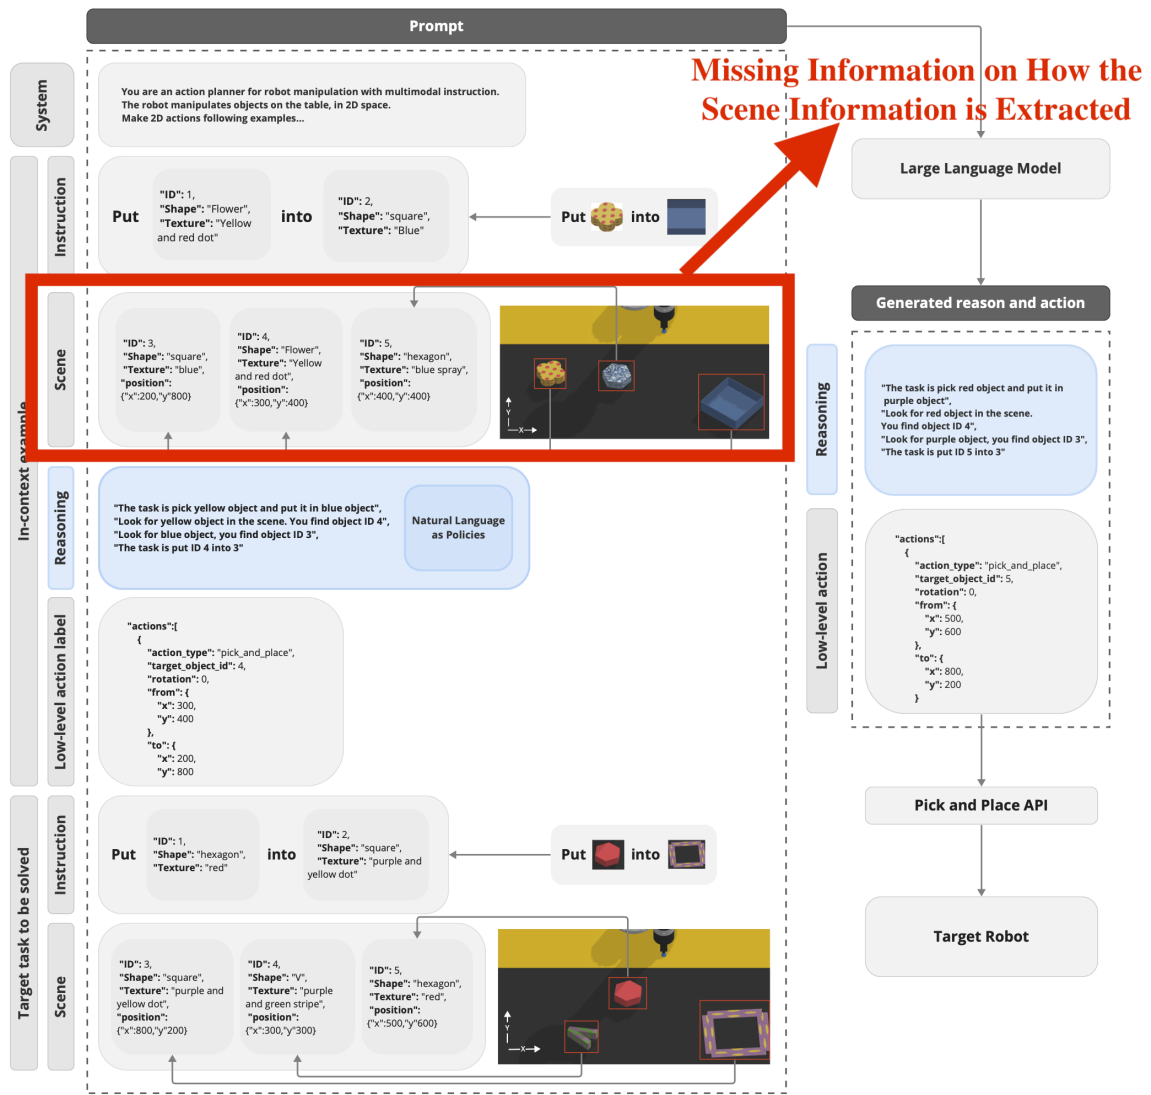 Prompt
Missing Information on How the
Scene Information is Extracted
System
You are an action planner for robot manipulation with multimodal instruction.
The robot manipulates objects on the table, in 2D space.
Make 2D actions following examples...
In-context example
Instruction
Put
"ID": 1,
"Shape": "Flower",
"Texture": "Yellow
and red dot"
into
"ID": 2,
"Shape": "square",
"Texture": "Blue"
Put
into
Scene
"ID": 3,
"Shape": "square",
"Texture": "blue",
"position":
{"x":200,"y"800}
"ID": 4,
"Shape": "Flower",
"Texture": "Yellow
and red dot",
"position":
{"x":300,"y":400}
"ID": 5,
"Shape": "hexagon",
"Texture": "blue spray",
"position":
{"x":400,"y":400}
Y
X
Reasoning
"The task is pick yellow object and put it in blue object",
"Look for yellow object in the scene. You find object ID 4",
"Look for blue object, you find object ID 3",
"The task is put ID 4 into 3"
Natural Language
as Policies
Low-level action label
"actions":[
{
"action_type": "pick_and_place",
"target_object_id": 4,
"rotation": 0,
"from": {
"x": 300,
"y": 400
},
"to": {
"x": 200,
"y": 800
Target task to be solved
Instruction
Put
"ID": 1,
"Shape": "hexagon",
"Texture": "red"
into
"ID": 2,
"Shape": "square",
"Texture": "purple and
yellow dot"
Put
into
Scene
"ID": 3,
"Shape": "square",
"Texture": "purple and
yellow dot",
"position":
{"x":800,"y"200}
"ID": 4,
"Shape": "V",
"Texture": "purple
and green stripe",
"position":
{"x":300,"y"300}
"ID": 5,
"Shape": "hexagon",
"Texture": "red",
"position":
{"x":500,"y"600}
Y
X
Large Language Model
Generated reason and action
Reasoning
"The task is pick red object and put it in
purple object",
"Look for red object in the scene.
You find object ID 4",
"Look for purple object, you find object ID 3",
"The task is put ID 5 into 3"
Low-level action
"actions":[
{
"action_type": "pick_and_place",
"target_object_id": 5,
"rotation": 0,
"from": {
"x": 500,
"y": 600
},
"to": {
"x": 800,
"y": 200
}
Pick and Place API
Target Robot